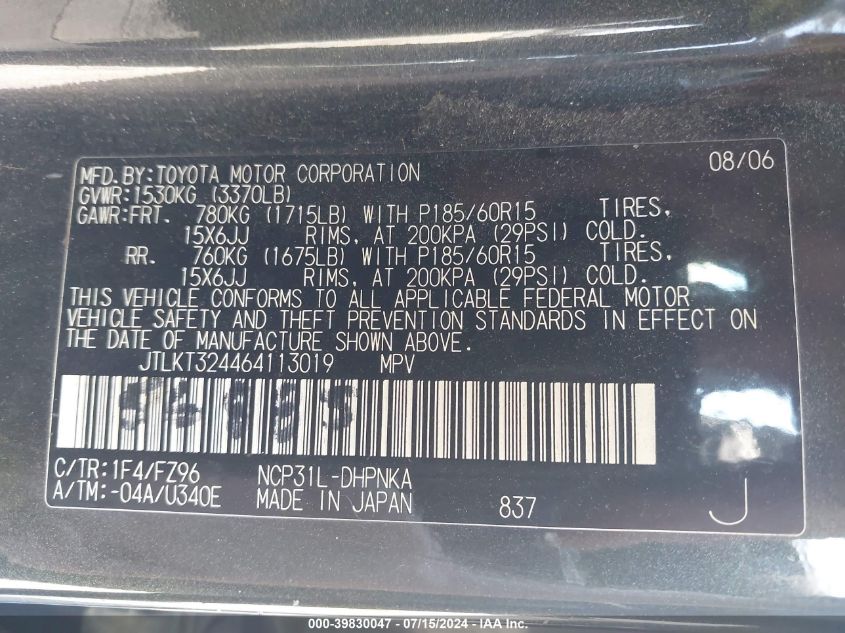 MFD.BY:TOYOTA MOTOR CORPORATION 08/06
GVWR:1530KG (3370LB)
GAWR:FRT. 780KG (1715LB) WITH P185/60R15 TIRES,
15X6JJ RIMS, AT 200KPA (29PSI) COLD.
RR. 760KG (1675LB) WITH P185/60R15 TIRES,
15X6JJ RIMS, AT 200KPA (29PSI) COLD.
THIS VEHICLE CONFORMS TO ALL APPLICABLE FEDERAL MOTOR
VEHICLE SAFETY AND THEFT PREVENTION STANDARDS IN EFFECT ON
THE DATE OF MANUFACTURE SHOWN ABOVE.
JTLKT324464113019 MPV
C/TR:1F4/FZ96 NCP31L-DHPNKA
A/TM:-04A/U340E MADE IN JAPAN 837 J
000-39830047 - 07/15/2024 - IAA Inc.